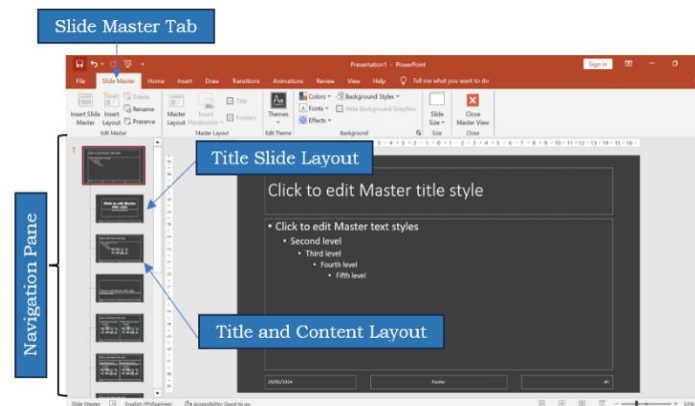 Slide Master Tab
Presentation1 - PowerPoint
Sign in
File Slide Master Home Insert Draw Transitions Animations Review View Help Tell me what you want to do
Insert Slide Master
Insert Layout
Delete
Rename
Preserve
Master Layout
Insert Placeholder
Title
Footers
Themes
Colors
Fonts
Effects
Background Styles
Hide Background Graphics
Slide Size
Close Master View
Edit Master
Master Layout
Edit Theme
Background
Size
Close
Navigation Pane
1
Title Slide Layout
Title and Content Layout
Click to edit Master title style
• Click to edit Master text styles
• Second level
• Third level
• Fourth level
• Fifth level
Footer
Slide Master English (Philippines) Accessibility: Good to go